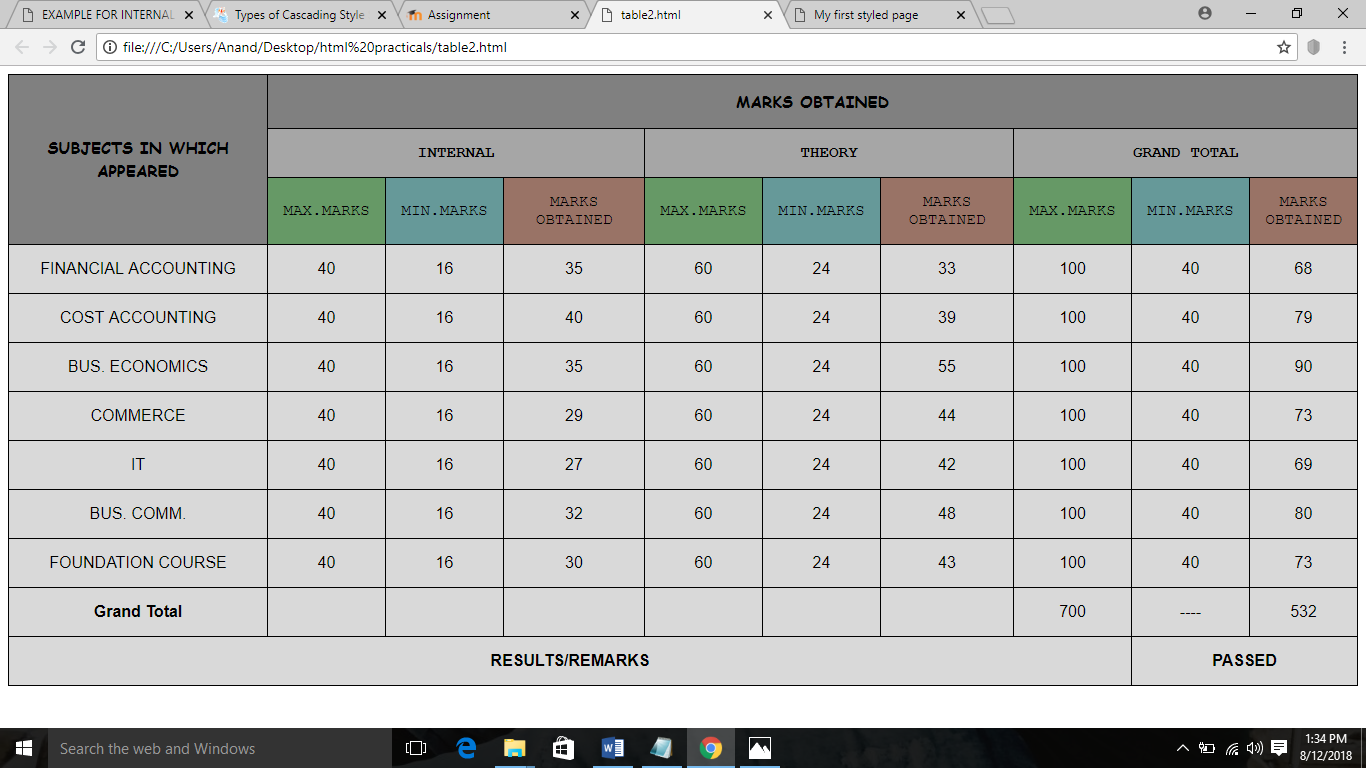 EXAMPLE FOR INTERNAL
Types of Cascading Style
Assignment
table2.html
My first styled page
file:///C:/Users/Anand/Desktop/html%20practicals/table2.html
SUBJECTS IN WHICH
APPEARED
MARKS OBTAINED
INTERNAL THEORY GRAND TOTAL
MAX.MARKS MIN.MARKS MARKS OBTAINED MAX.MARKS MIN.MARKS MARKS OBTAINED MAX.MARKS MIN.MARKS MARKS OBTAINED
FINANCIAL ACCOUNTING 40 16 35 60 24 33 100 40 68
COST ACCOUNTING 40 16 40 60 24 39 100 40 79
BUS. ECONOMICS 40 16 35 60 24 55 100 40 90
COMMERCE 40 16 29 60 24 44 100 40 73
IT 40 16 27 60 24 42 100 40 69
BUS. COMM. 40 16 32 60 24 48 100 40 80
FOUNDATION COURSE 40 16 30 60 24 43 100 40 73
Grand Total 700 ---- 532
RESULTS/REMARKS PASSED
Search the web and Windows
1:34 PM
8/12/2018